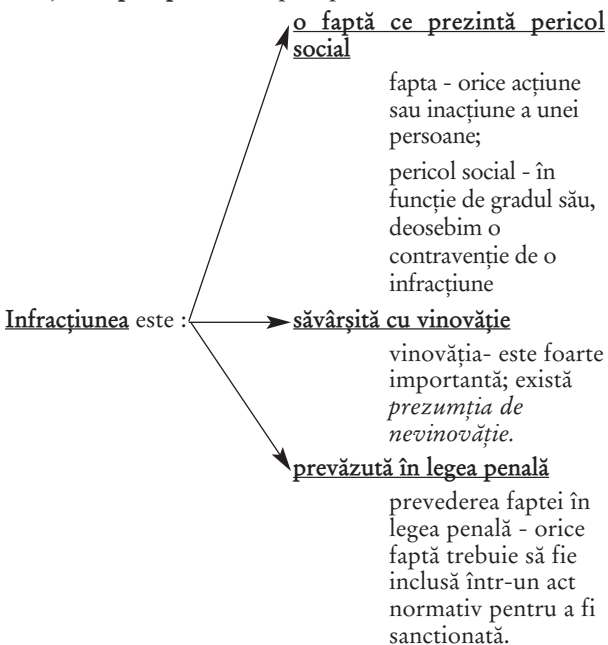 o faptă ce prezintă pericol
social
fapta - orice acțiune
sau inacțiune a unei
persoane;
pericol social - în
funcție de gradul său,
deosebim o
contravenție de o
infracțiune
Infracțiunea este :
săvârșită cu vinovăție
vinovăția- este foarte
importantă; există
prezumția de
nevinovăție.
prevăzută în legea penală
prevederea faptei în
legea penală - orice
faptă trebuie să fie
inclusă într-un act
normativ pentru a fi
sanctionată.